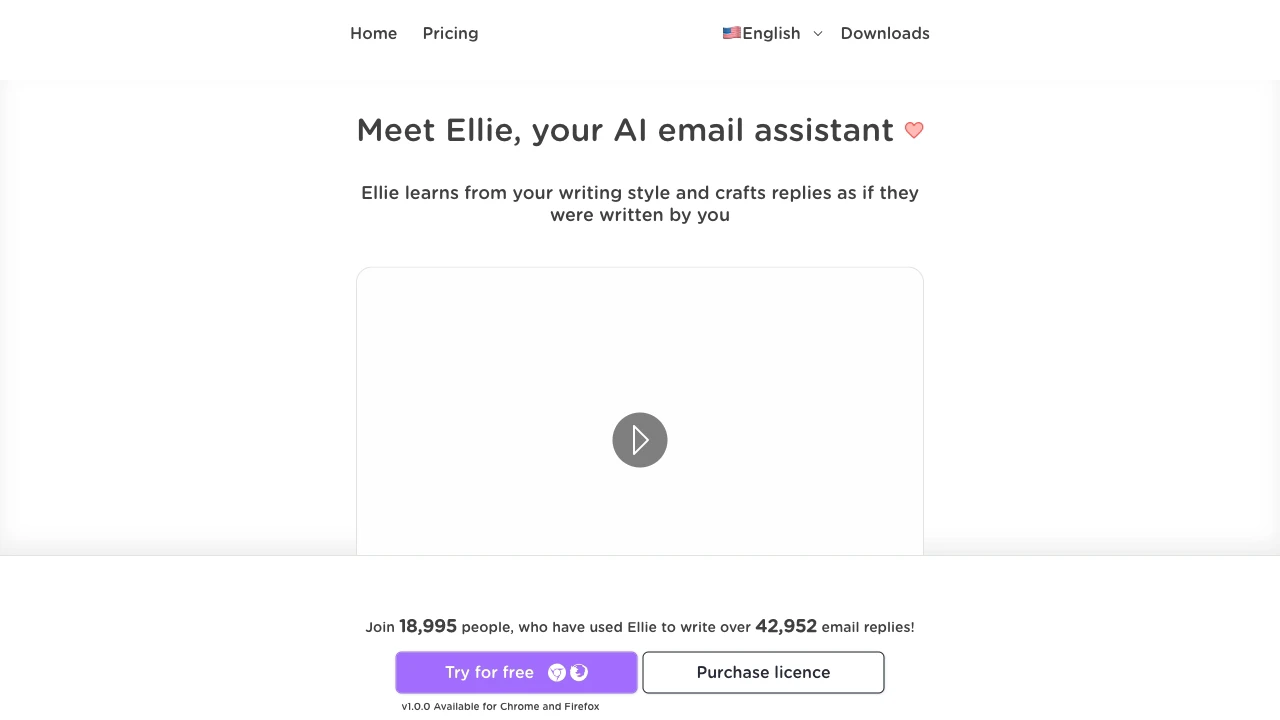 Home Pricing English Downloads
Meet Ellie, your AI email assistant
Ellie learns from your writing style and crafts replies as if they
were written by you
Join 18,995 people, who have used Ellie to write over 42,952 email replies!
Try for free Purchase licence
v1.0.0 Available for Chrome and Firefox